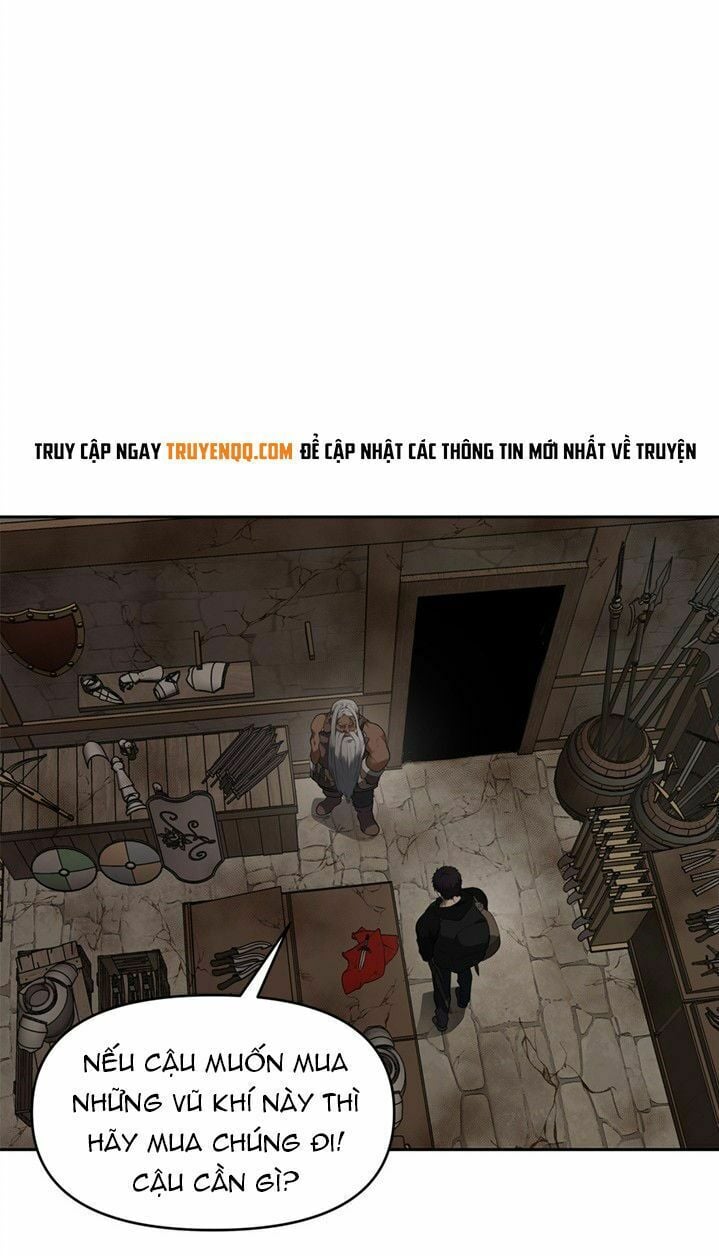 TRUY CẬP NGAY TRUYENQQ.COM ĐỂ CẬP NHẬT CÁC THÔNG TIN MỚI NHẤT VỀ TRUYỆN
NẾU CẬU MUỐN MUA
NHỮNG VŨ KHÍ NÀY THÌ
HÃY MUA CHÚNG ĐI!
CẬU CẦN GÌ?